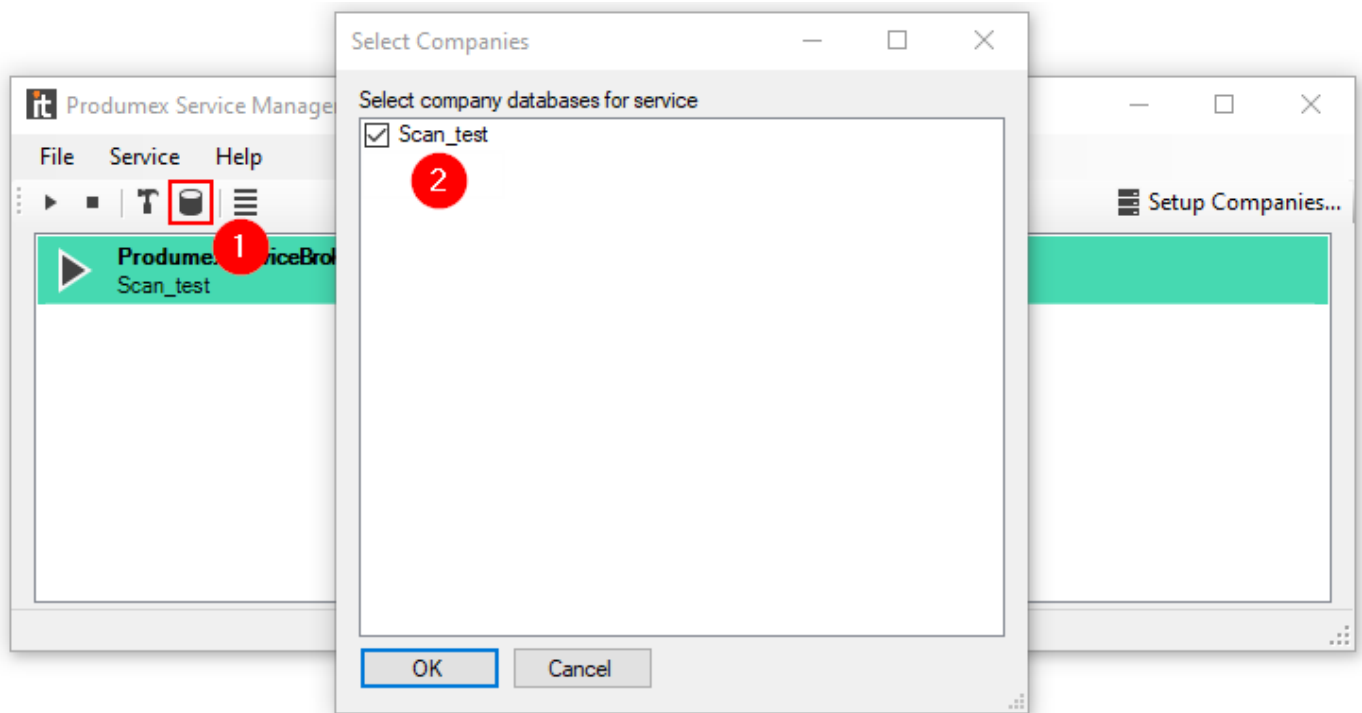 Select Companies
Produmex Service Manage
Select company databases for service
Scan_test
File Service Help
2
Setup Companies...
1
Scan_test
OK Cancel